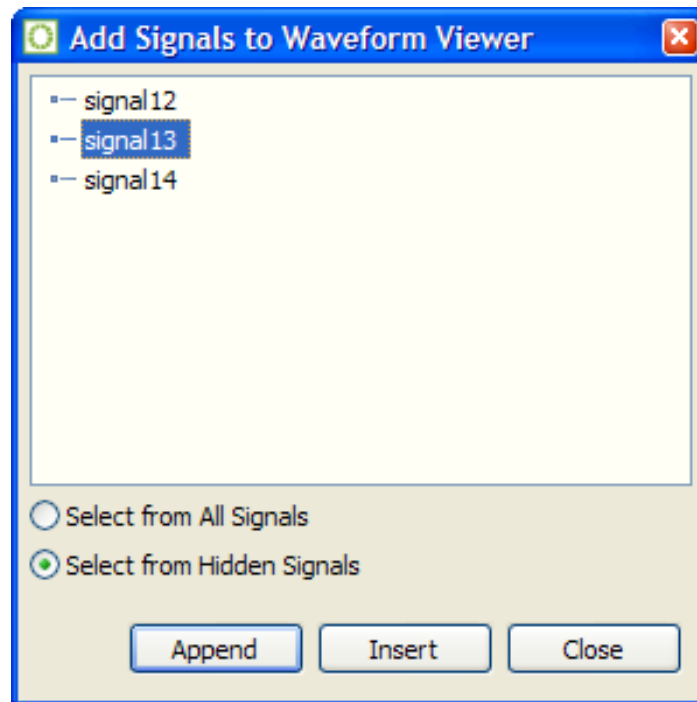 Add Signals to Waveform Viewer
signal12
signal13
signal14
Select from All Signals
Select from Hidden Signals
Append Insert Close